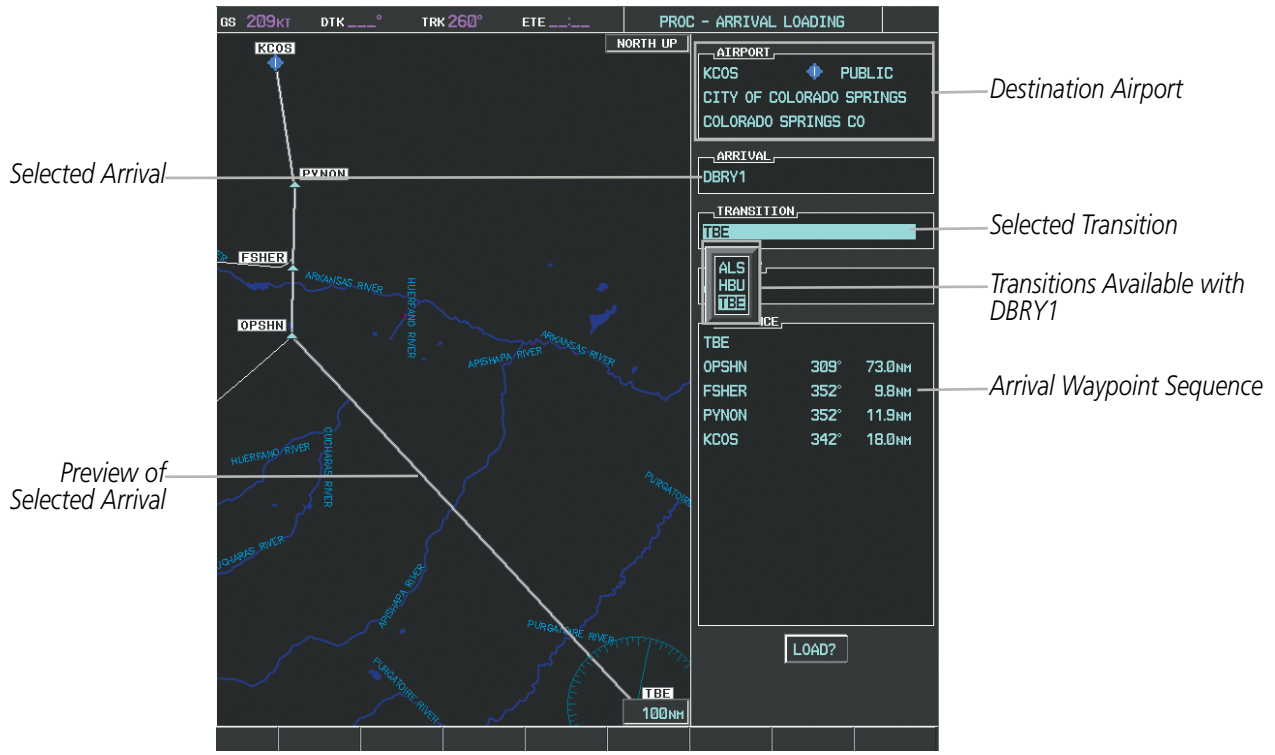 GS 209KT DTK ___° TRK 260° ETE __:__ PROC - ARRIVAL LOADING
NORTH UP
KCOS
PYNON
FSHER
OPSHN
ARKANSAS RIVER
HUERFANO RIVER
ARKANSAS RIVER
APISHAPA RIVER
HUERFANO RIVER
CUCHARAS RIVER
PURGATOIRE
APISHAPA RIVER
PURGATOIRE RIVER
PURGATOIRE RIVER
TBE
100NM
AIRPORT
KCOS PUBLIC
CITY OF COLORADO SPRINGS
COLORADO SPRINGS CO
ARRIVAL
DBRY1
TRANSITION
TBE
ALS
HBU
TBE
TBE
OPSHN 309° 73.0NM
FSHER 352° 9.8NM
PYNON 352° 11.9NM
KCOS 342° 18.0NM
LOAD?
Destination Airport
Selected Arrival
Selected Transition
Transitions Available with
DBRY1
Arrival Waypoint Sequence
Preview of
Selected Arrival